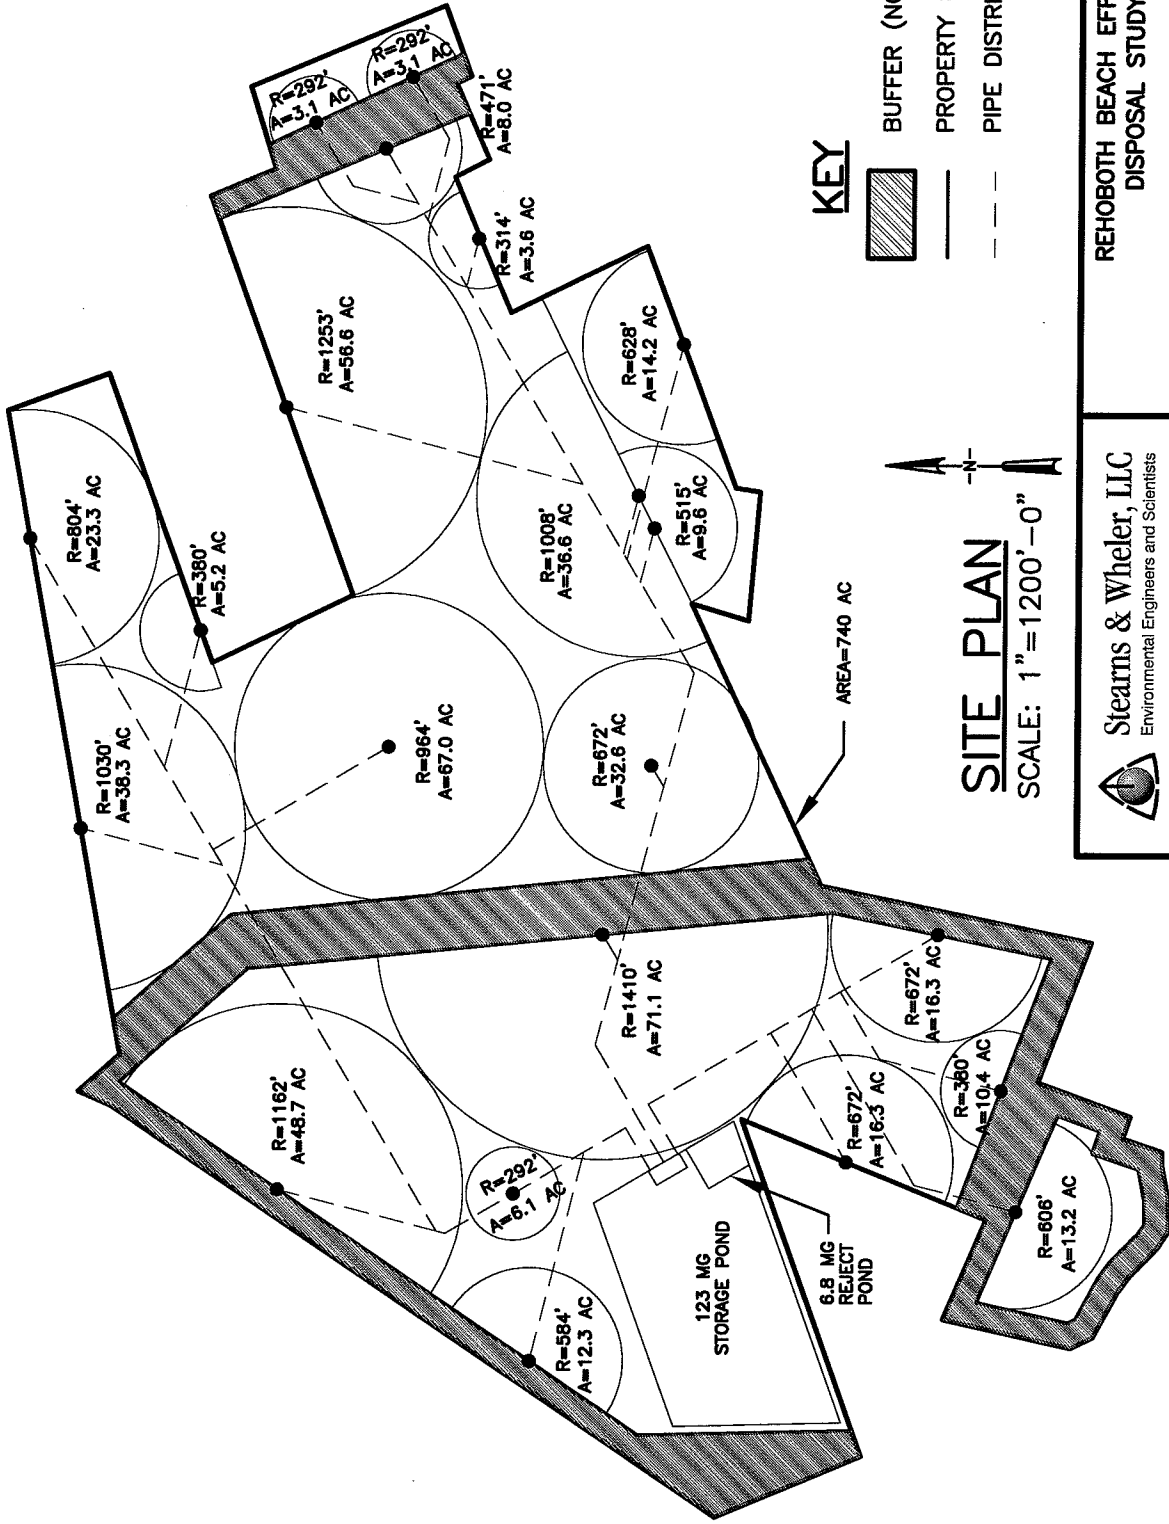 R=292'
A=3.1 AC
R=292'
A=3.1 AC
R=471'
A=8.0 AC
R=314'
A=3.6 AC
R=1253'
A=56.6 AC
R=804'
A=23.3 AC
R=380'
A=5.2 AC
R=628'
A=14.2 AC
R=1008'
A=36.6 AC
R=515'
A=9.6 AC
R=1030'
A=38.3 AC
R=964'
A=67.0 AC
R=672'
A=32.6 AC
AREA=740 AC
R=1410'
A=71.1 AC
R=672'
A=16.3 AC
R=1162'
A=48.7 AC
R=380'
A=10.4 AC
R=672'
A=16.3 AC
R=292'
A=6.1 AC
R=606'
A=13.2 AC
R=584'
A=12.3 AC
123 MG
STORAGE POND
6.8 MG
REJECT
POND
KEY
BUFFER (NO
PROPERTY
PIPE DISTRI
-N-
SITE PLAN
SCALE: 1"=1200'-0"
Stearns & Wheler, LLC
Environmental Engineers and Scientists
REHOBOTH BEACH EFF
DISPOSAL STUDY